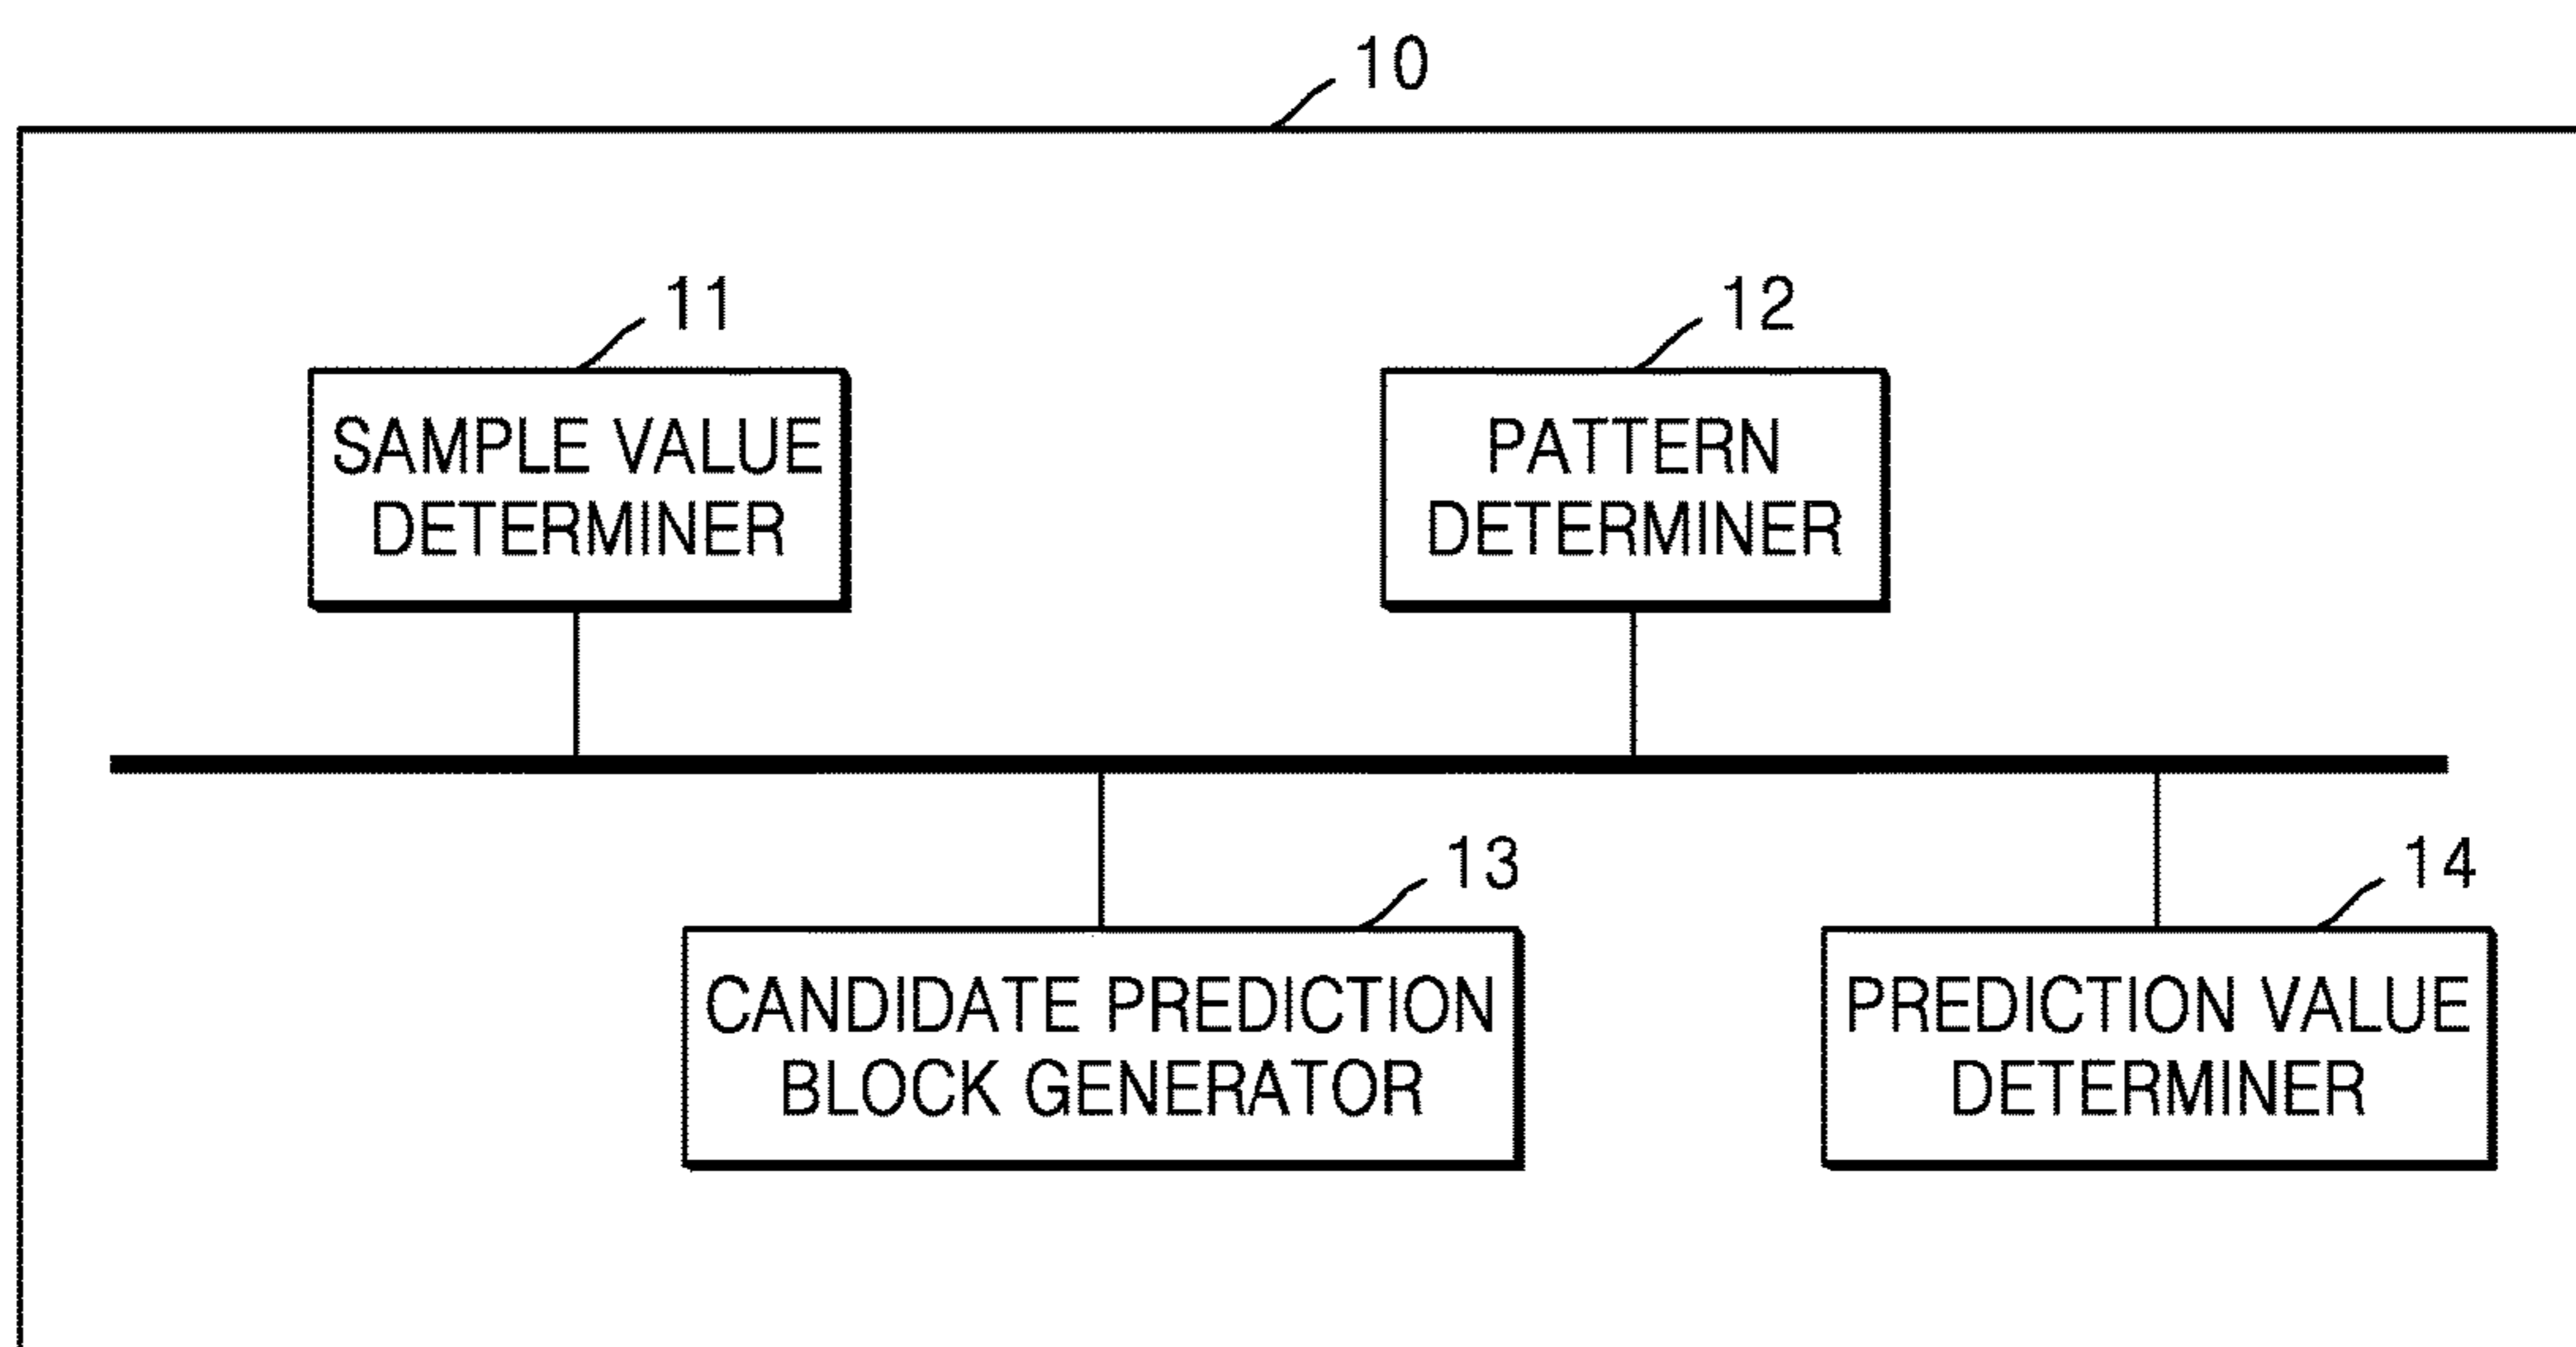 10
11
SAMPLE VALUE
DETERMINER
12
PATTERN
DETERMINER
13
CANDIDATE PREDICTION
BLOCK GENERATOR
14
PREDICTION VALUE
DETERMINER